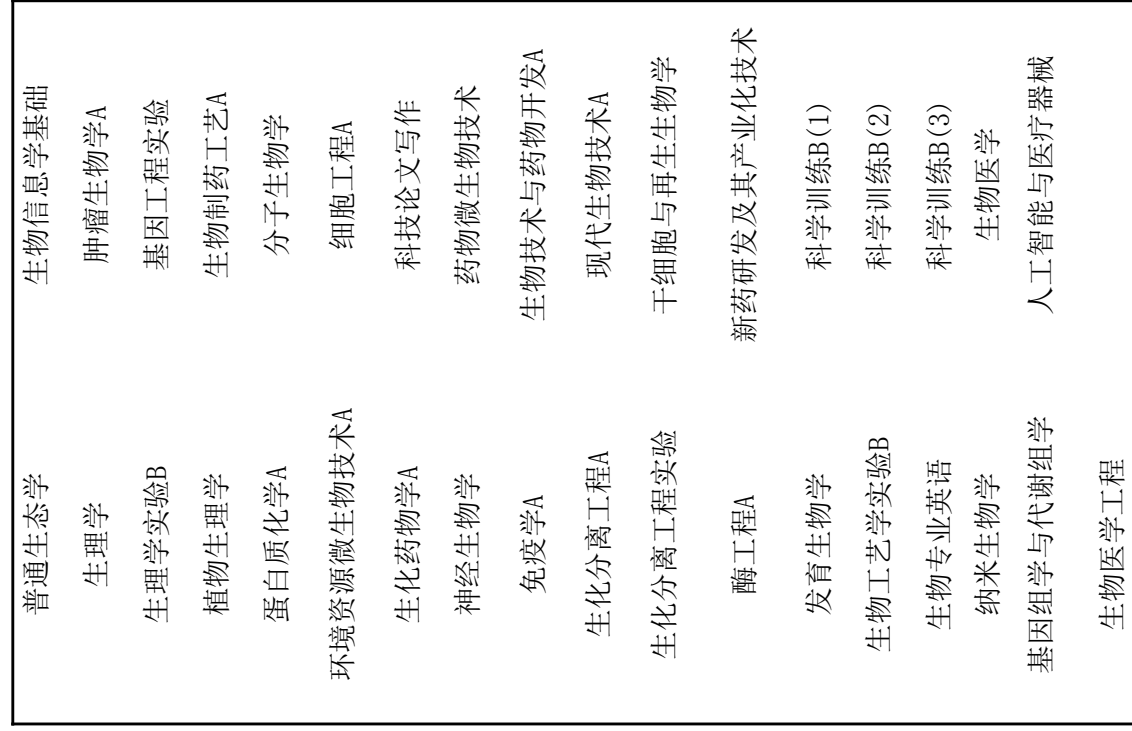 普通生态学 生物信息学基础
生理学 肿瘤生物学A
生理学实验B 基因工程实验
植物生理学 生物制药工艺A
蛋白质化学A 分子生物学
环境资源微生物技术A 细胞工程A
生化药物学A 科技论文写作
神经生物学 药物微生物技术
免疫学A 生物技术与药物开发A
生化分离工程A 现代生物技术A
生化分离工程实验 干细胞与再生生物学
酶工程A 新药研发及其产业化技术
发育生物学 科学训练B(1)
生物工艺学实验B 科学训练B(2)
生物专业英语 科学训练B(3)
纳米生物学 生物医学
基因组学与代谢组学 人工智能与医疗器械
生物医学工程